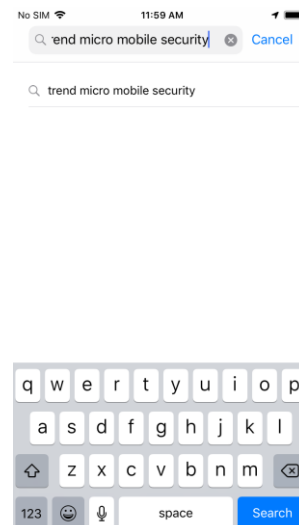 No SIM 11:59 AM
end micro mobile security Cancel
trend micro mobile security
q w e r t y u i o p
a s d f g h j k l
z x c v b n m
123 space Search